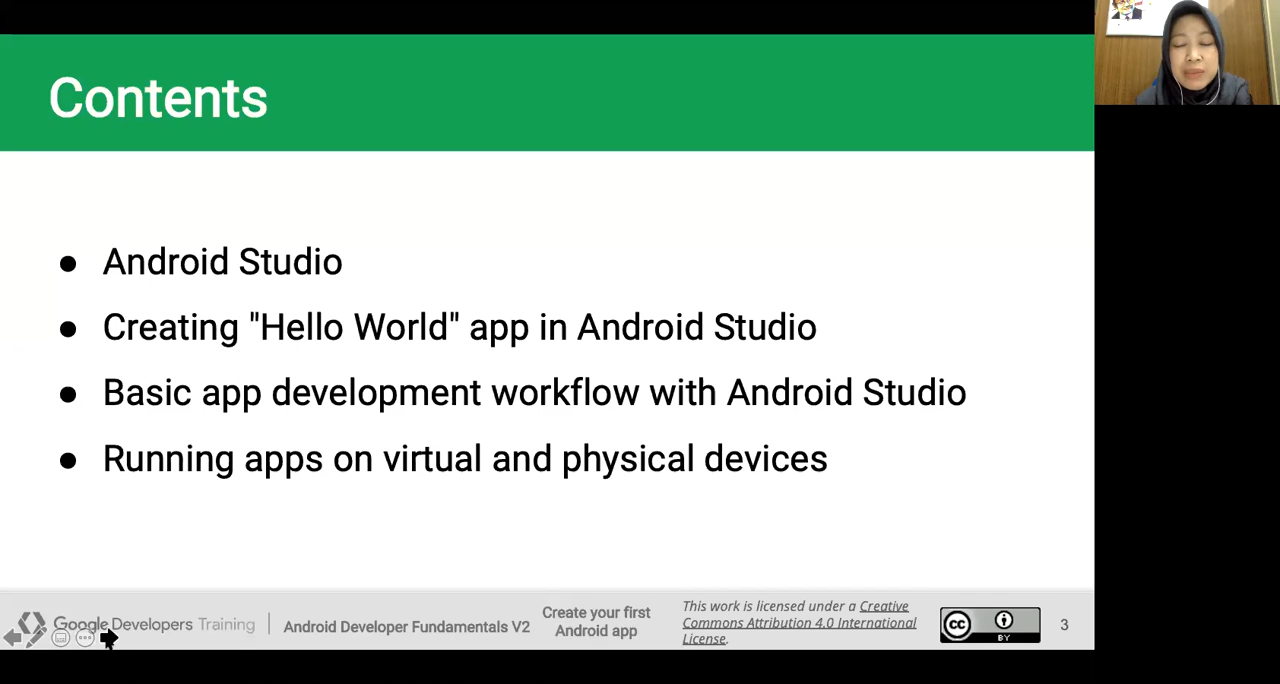 Contents
● Android Studio
● Creating "Hello World" app in Android Studio
● Basic app development workflow with Android Studio
● Running apps on virtual and physical devices
Google Developers Training
Android Developer Fundamentals V2
Create your first
Android app
This work is licensed under a Creative
Commons Attribution 4.0 International
License.
cc
BY
3